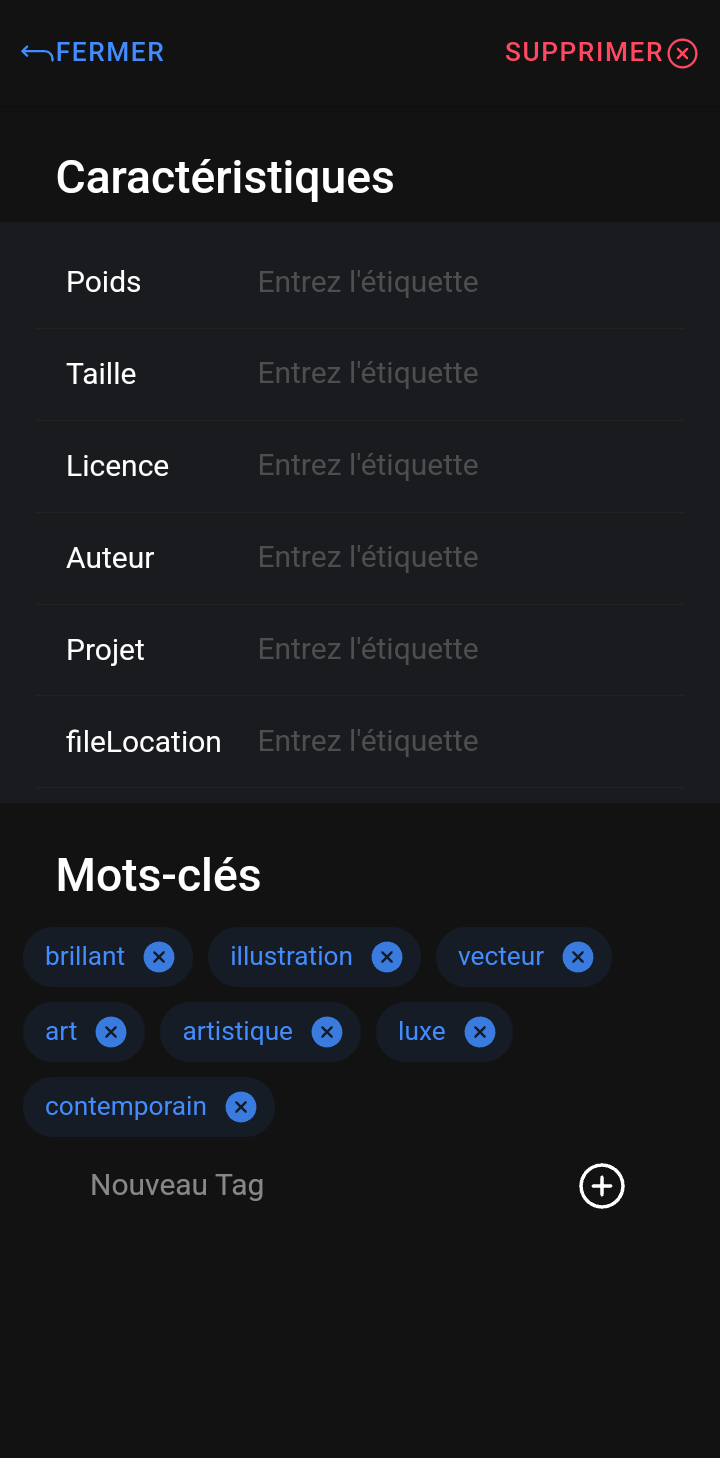 FERMER SUPPRIMER
Caractéristiques
Poids Entrez l'étiquette
Taille Entrez l'étiquette
Licence Entrez l'étiquette
Auteur Entrez l'étiquette
Projet Entrez l'étiquette
fileLocation Entrez l'étiquette
Mots-clés
brillant illustration vecteur
art artistique luxe
contemporain
Nouveau Tag